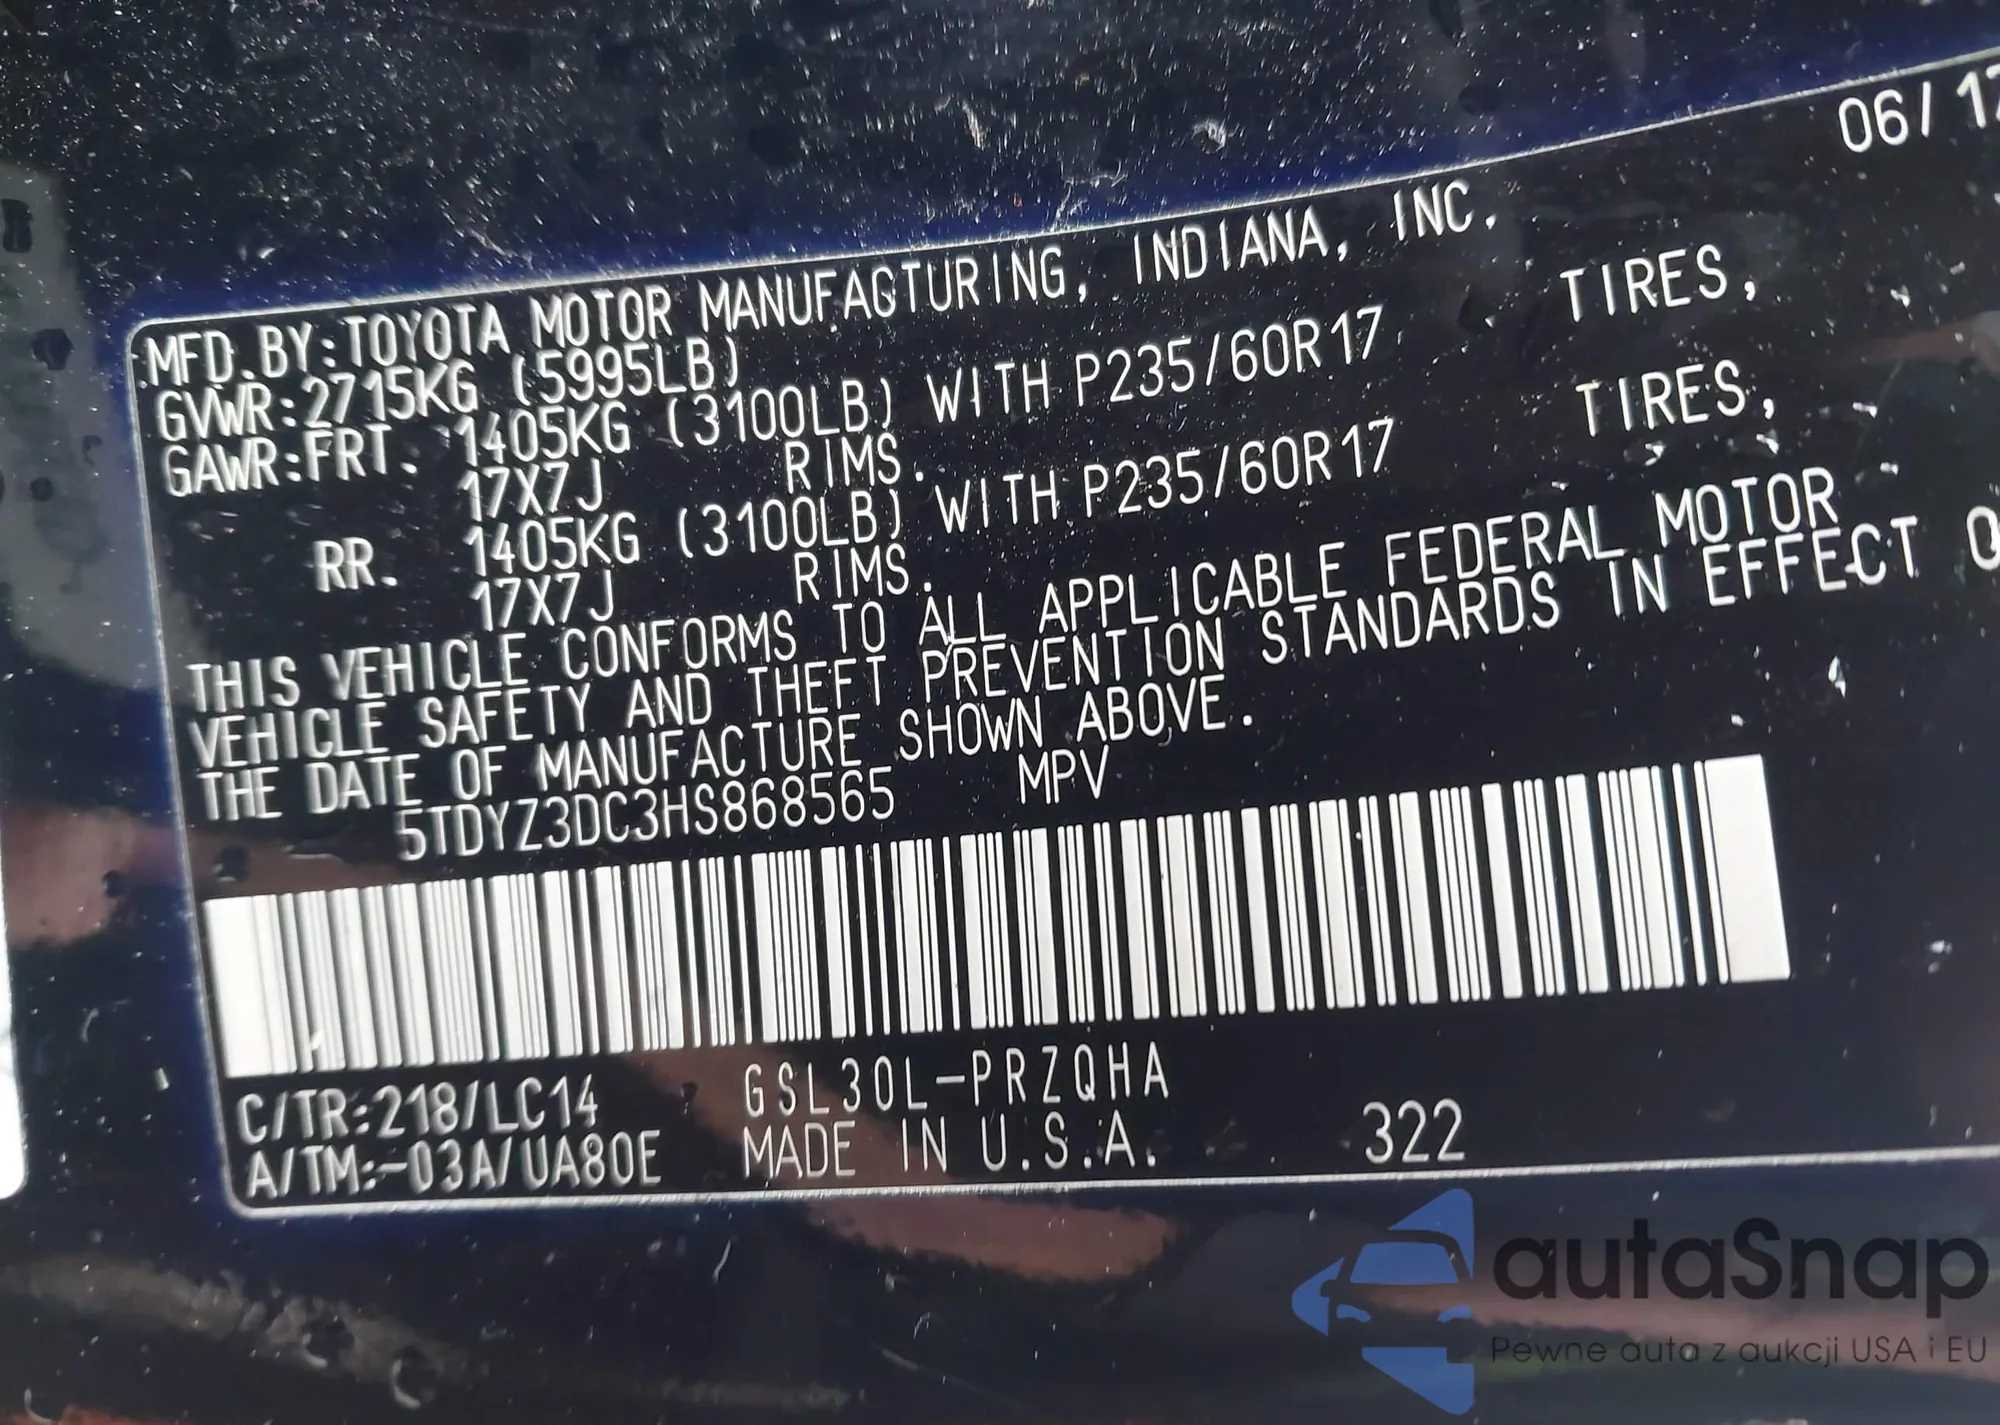 06/17
MFD.BY:TOYOTA MOTOR MANUFACTURING, INDIANA, INC.
GVWR:2715KG (5995LB)
GAWR:FRT. 1405KG (3100LB) WITH P235/60R17 TIRES,
17X7J RIMS.
RR. 1405KG (3100LB) WITH P235/60R17 TIRES,
17X7J RIMS.
THIS VEHICLE CONFORMS TO ALL APPLICABLE FEDERAL MOTOR
VEHICLE SAFETY AND THEFT PREVENTION STANDARDS IN EFFECT
THE DATE OF MANUFACTURE SHOWN ABOVE.
5TDYZ3DC3HS868565 MPV
C/TR:218/LC14 GSL30L-PRZQHA
A/TM:-03A/UA80E MADE IN U.S.A. 322
autaSnap
Pewne auta z aukcji USA i EU